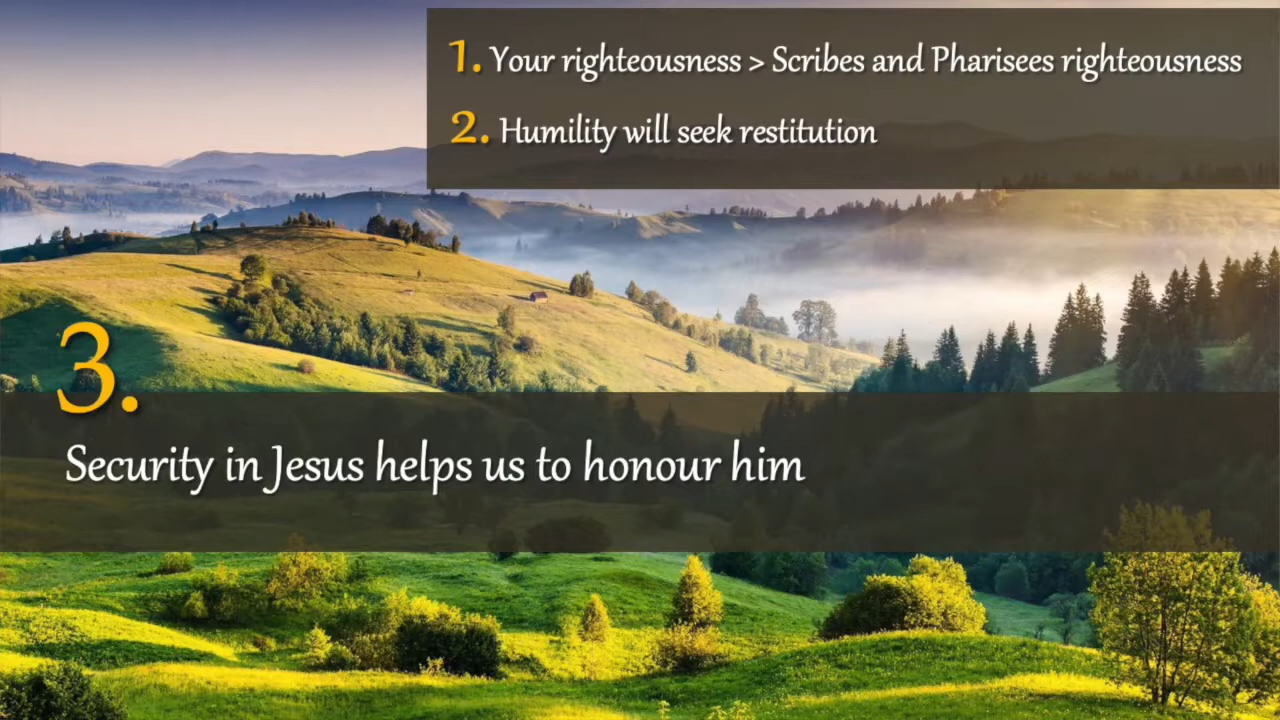 1. Your righteousness > Scribes and Pharisees righteousness
2. Humility will seek restitution
3.
Security in Jesus helps us to honour him